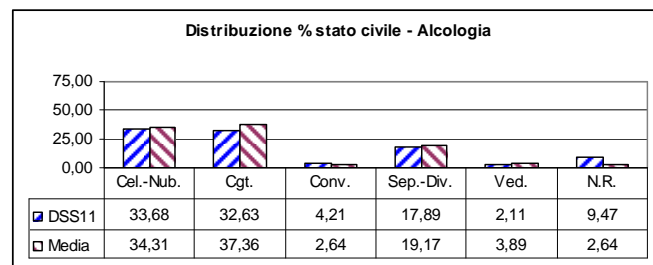 Distribuzione % stato civile - Alcologia
75,00
50,00
25,00
0,00
Cel.-Nub. Cgt. Conv. Sep.-Div. Ved. N.R.
DSS11 33,68 32,63 4,21 17,89 2,11 9,47
Media 34,31 37,36 2,64 19,17 3,89 2,64